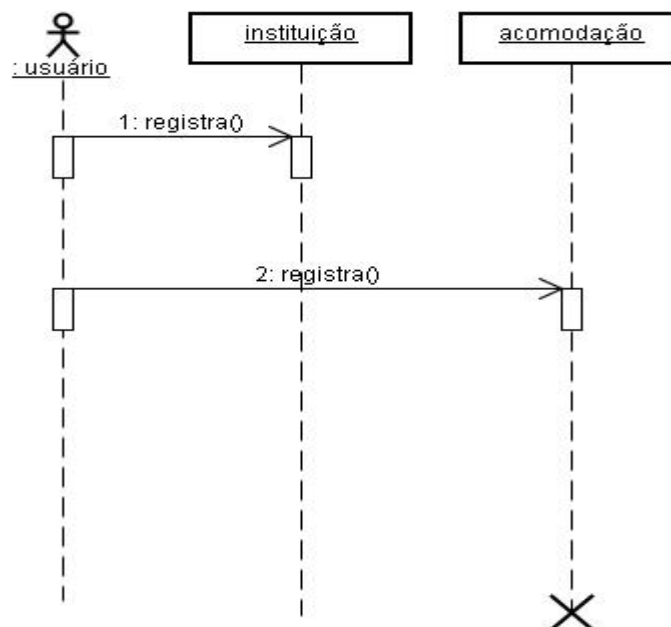 : usuário
instituição
acomodação
1: registra()
2: registra()